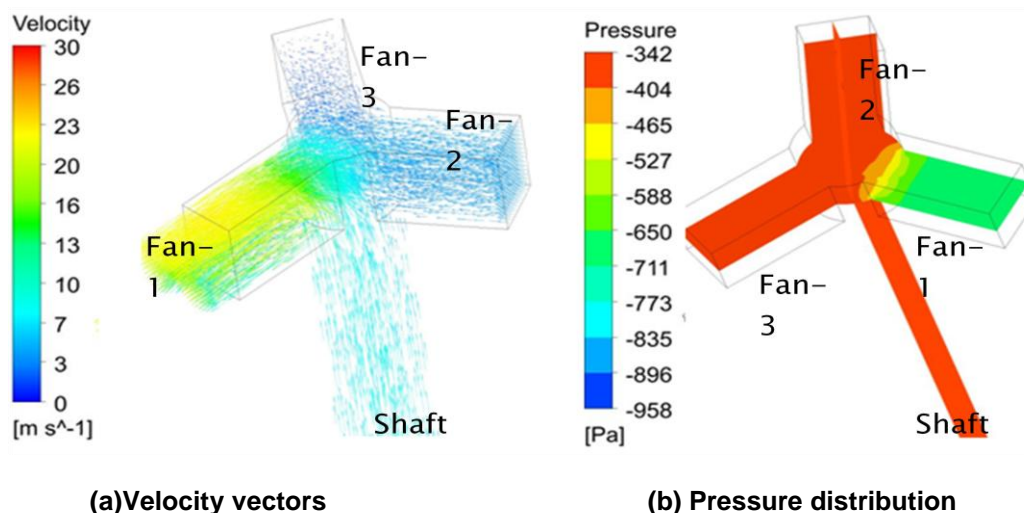 Velocity
30
26
23
20
16
13
10
7
3
0
[m s^-1]
Fan-
3
Fan-
2
Fan-
1
Shaft
Pressure
-342
-404
-465
-527
-588
-650
-711
-773
-835
-896
-958
[Pa]
Fan-
2
Fan-
1
Fan-
3
Shaft
(a)Velocity vectors
(b) Pressure distribution